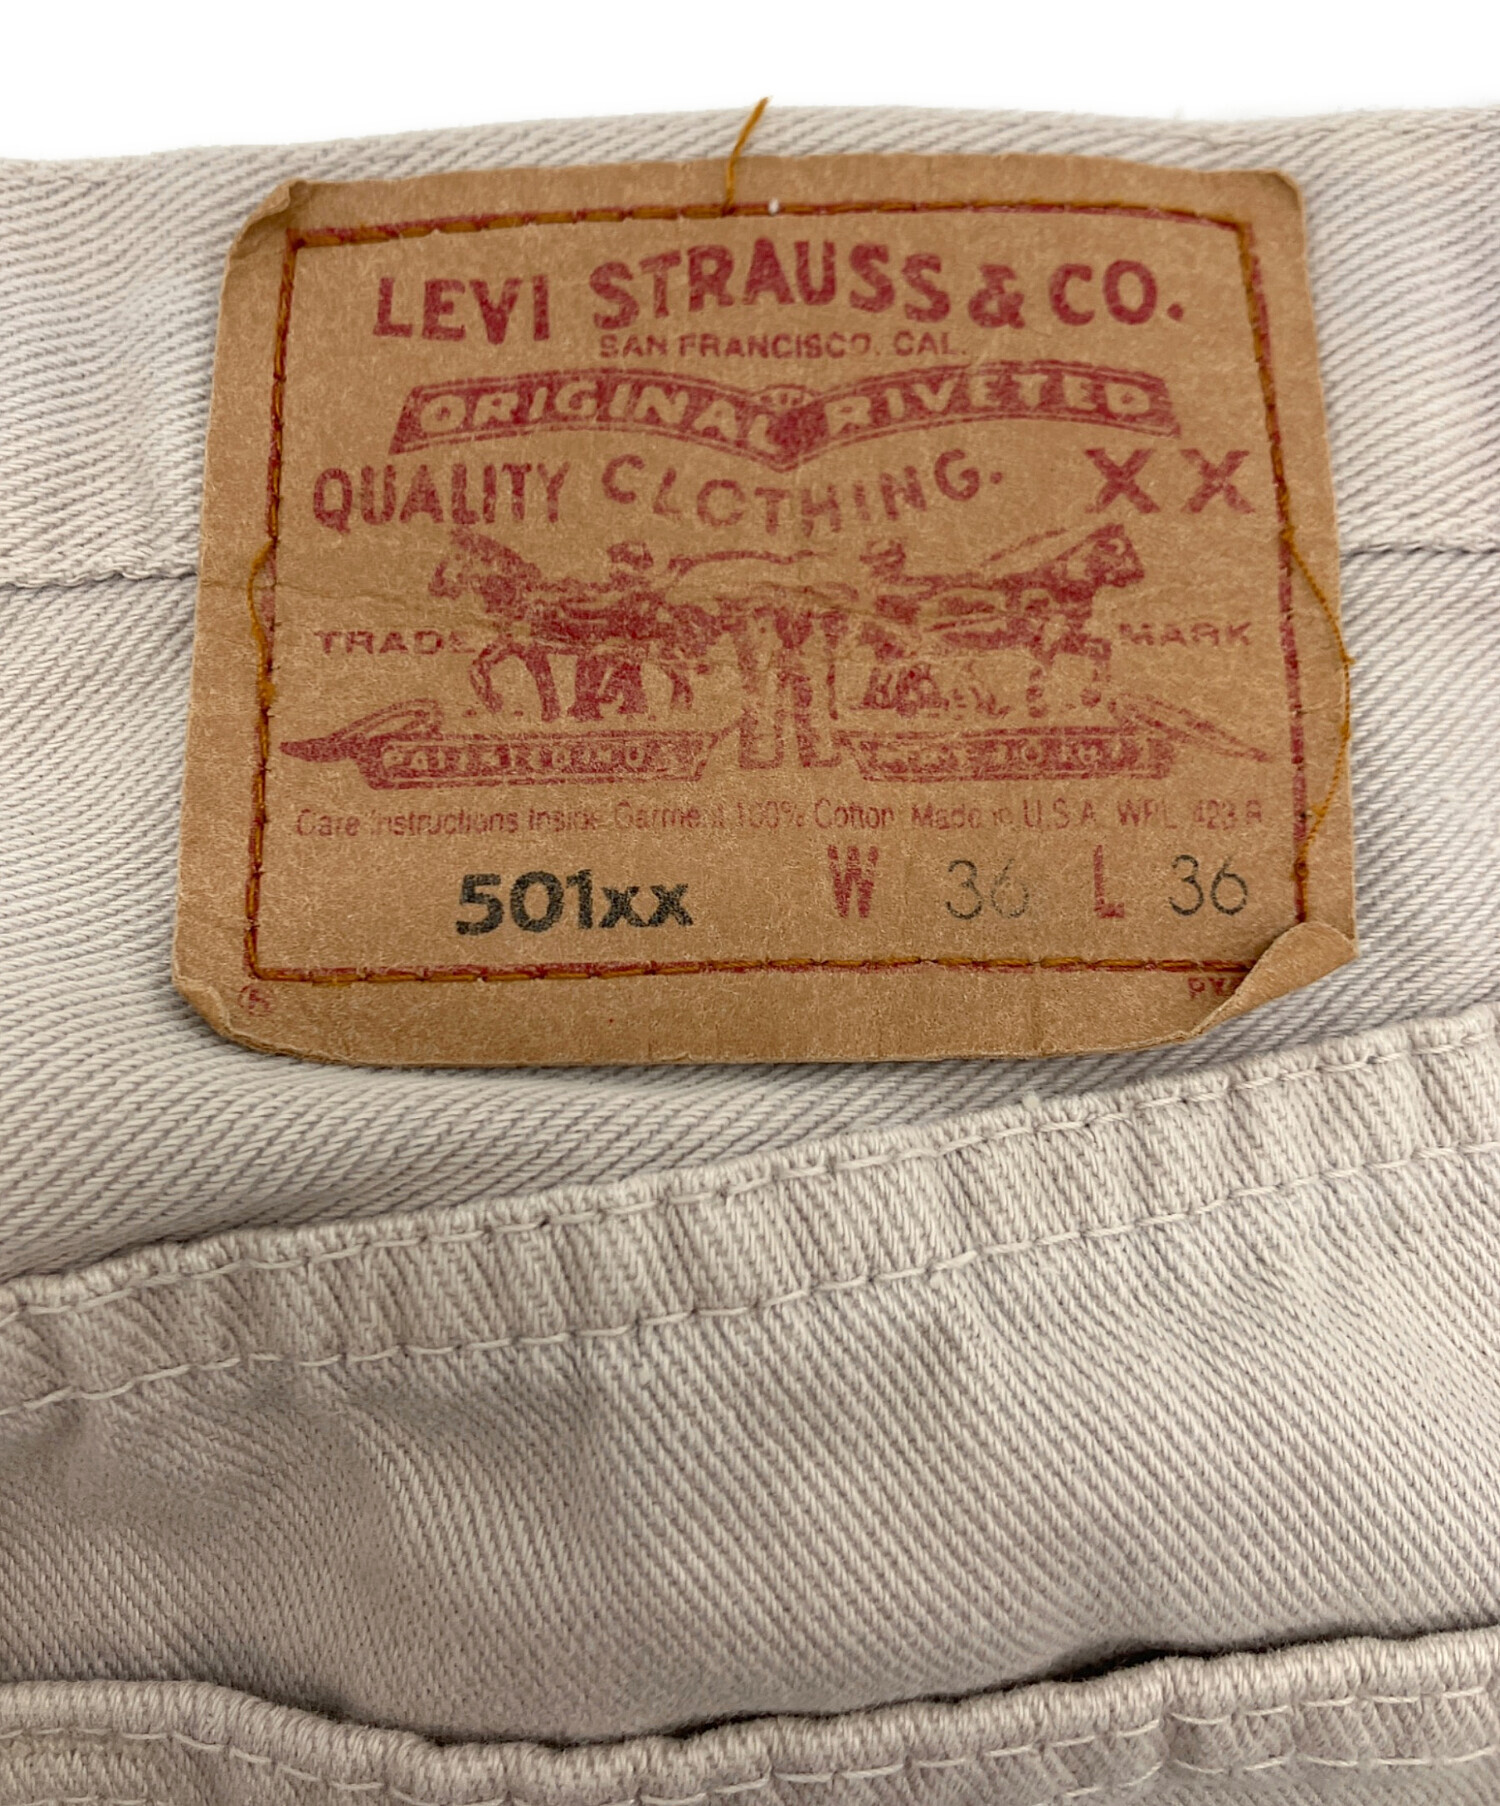 LEVI STRAUSS & CO.
SAN FRANCISCO, CAL.
ORIGINAL RIVETED
QUALITY CLOTHING. XX
TRADE MARK
Care Instructions Inside Garment 100% Cotton Made in U.S.A. WPL 423
501xx W 36 L 36
®